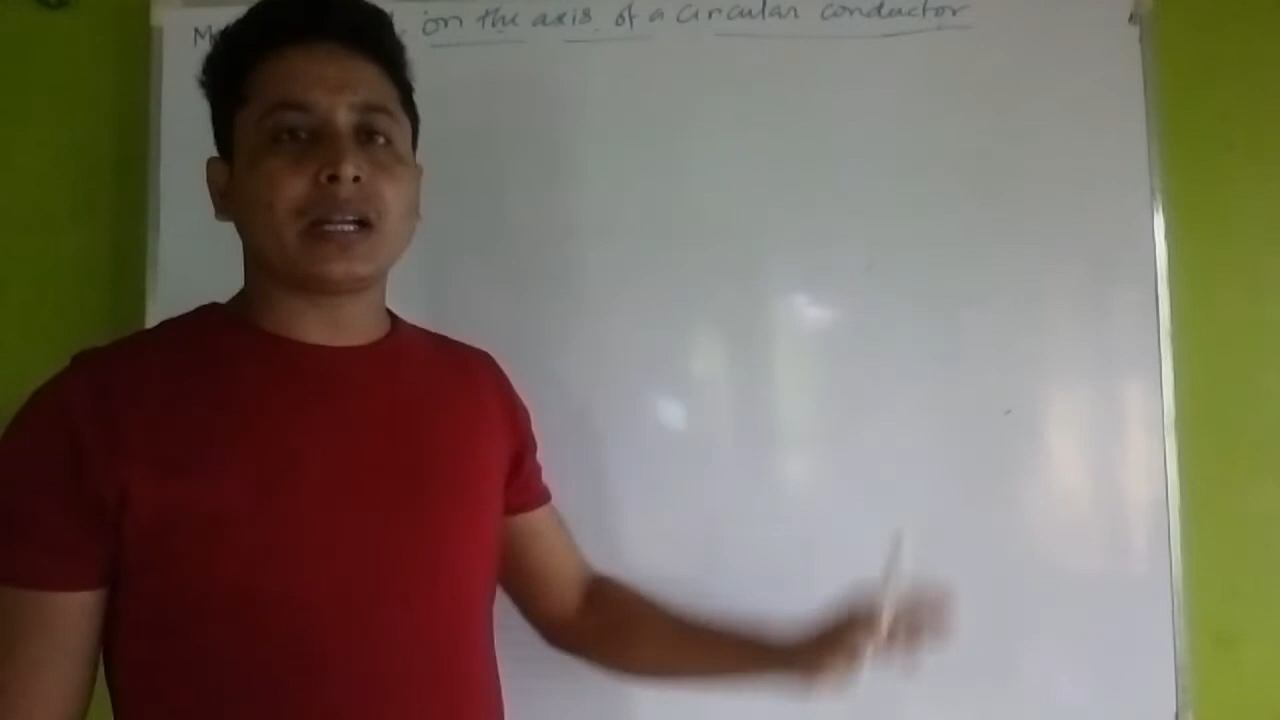 on the axis of a circular conductor